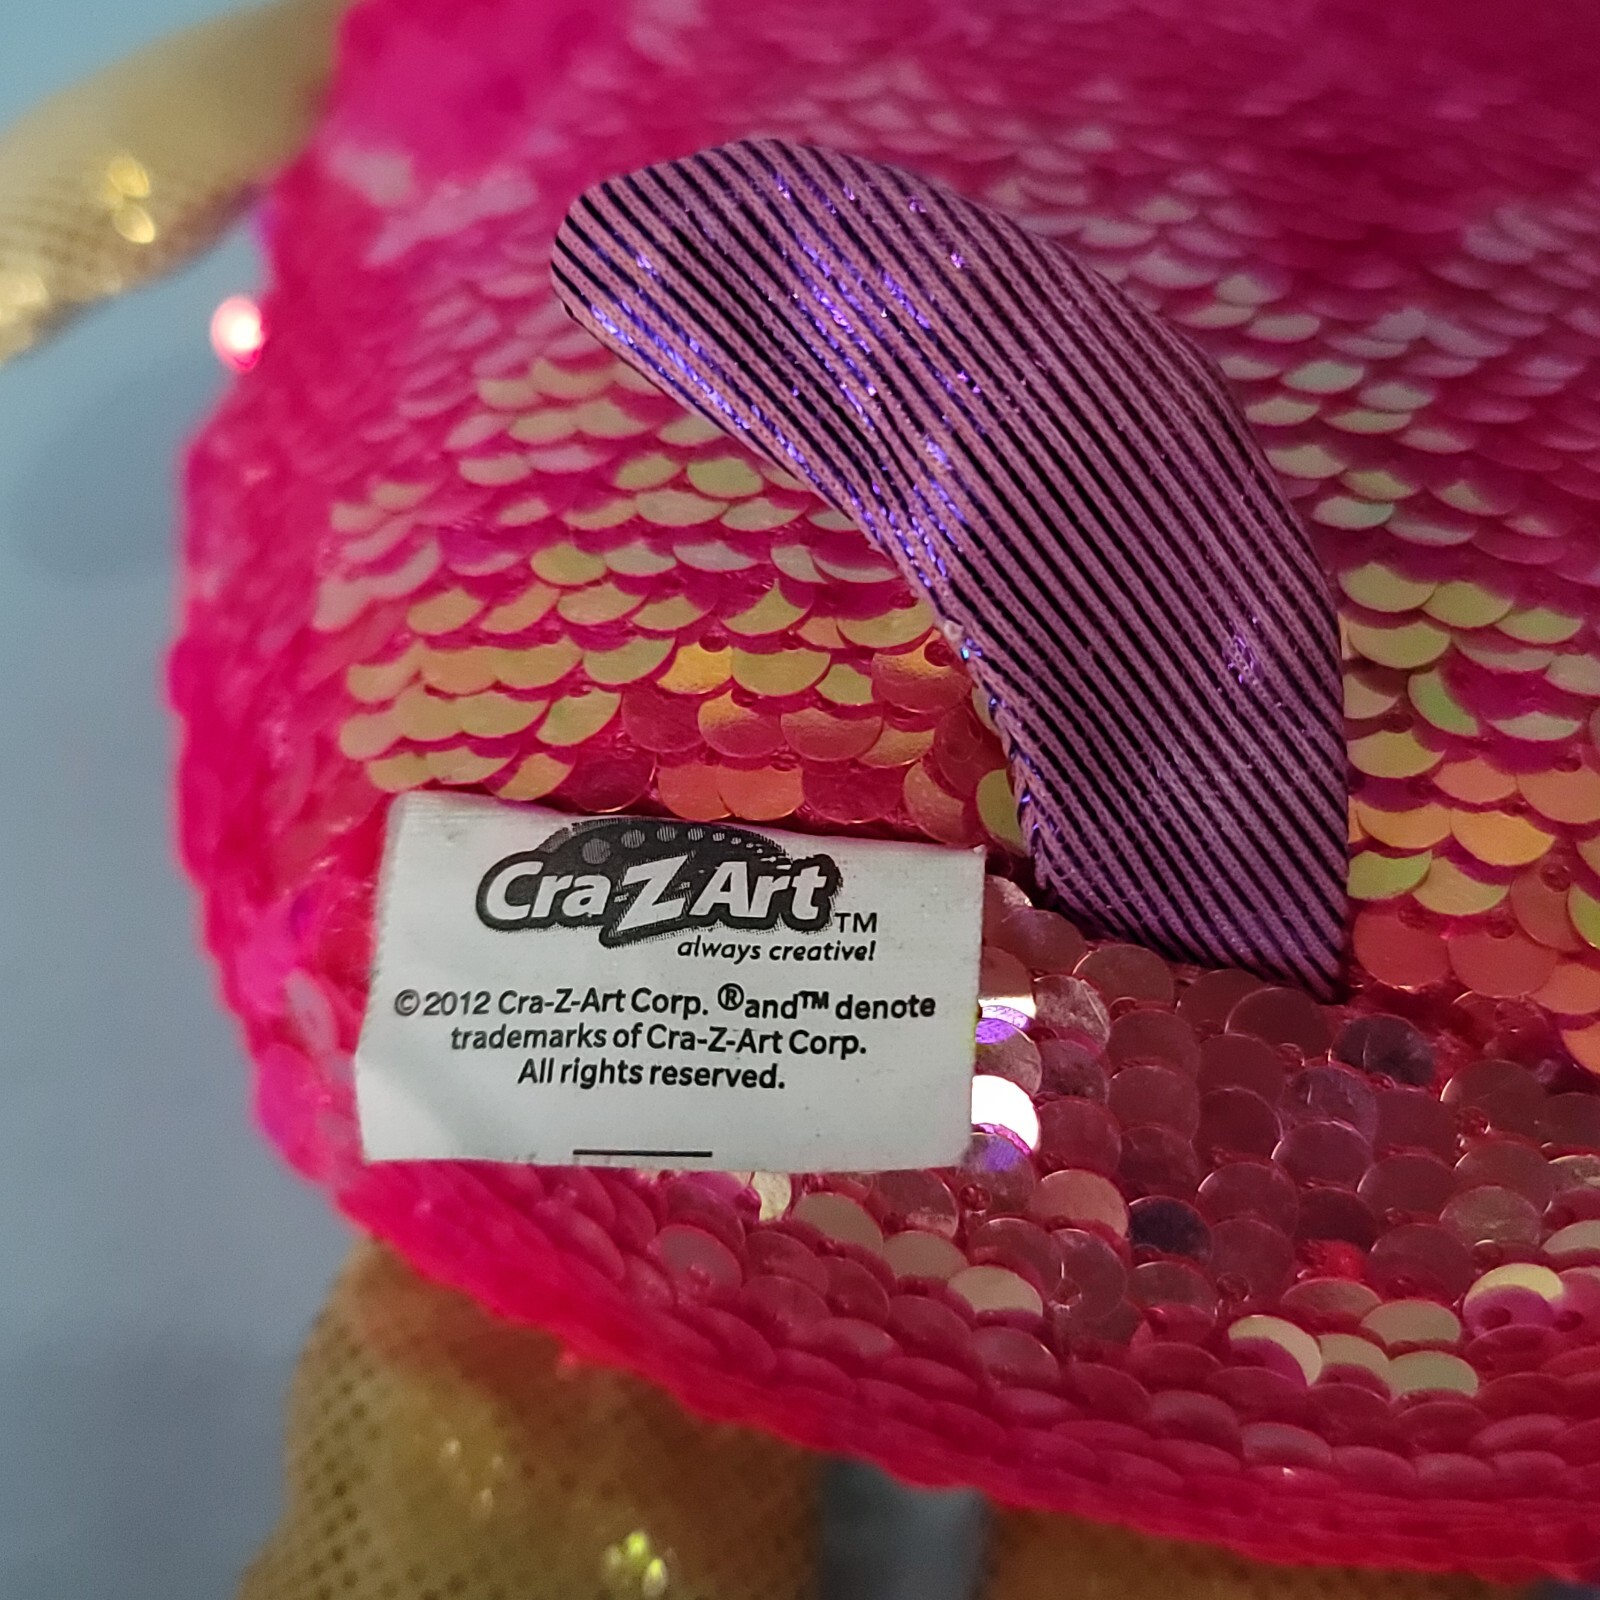 Cra-Z-Art™
always creative!
©2012 Cra-Z-Art Corp. ®and™ denote
trademarks of Cra-Z-Art Corp.
All rights reserved.